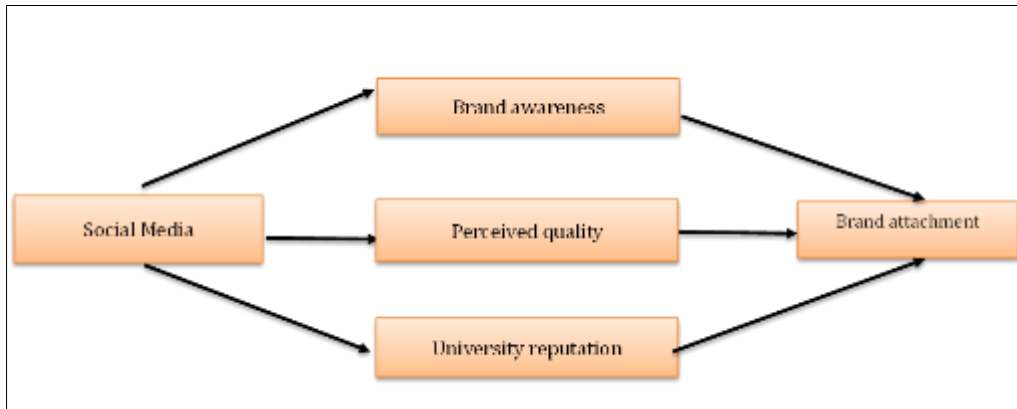 Brand awareness
Social Media
Perceived quality
Brand attachment
University reputation